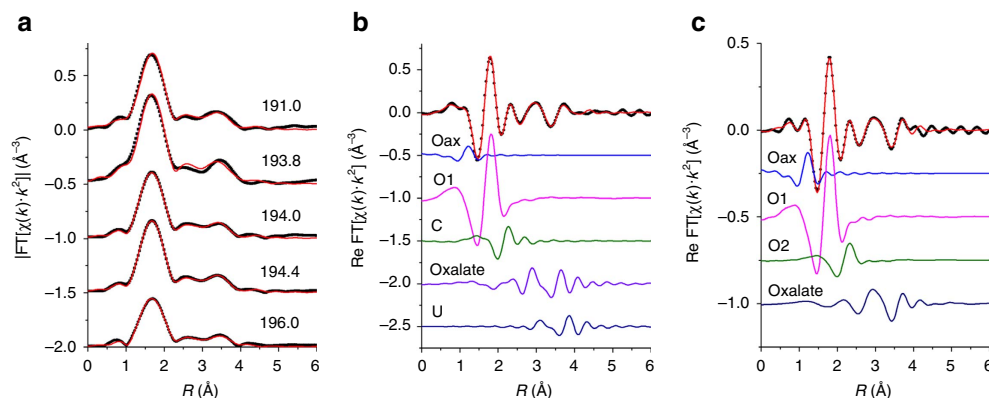 a
|FT[χ(k)·k²]| (Å⁻³)
0.5
0.0
−0.5
−1.0
−1.5
−2.0
191.0
193.8
194.0
194.4
196.0
0 1 2 3 4 5 6
R (Å)
b
Re FT[χ(k)·k²] (Å⁻³)
0.5
0.0
−0.5
−1.0
−1.5
−2.0
−2.5
Oax
O1
C
Oxalate
U
0 1 2 3 4 5 6
R (Å)
c
Re FT[χ(k)·k²] (Å⁻³)
0.5
0.0
−0.5
−1.0
Oax
O1
O2
Oxalate
0 1 2 3 4 5 6
R (Å)